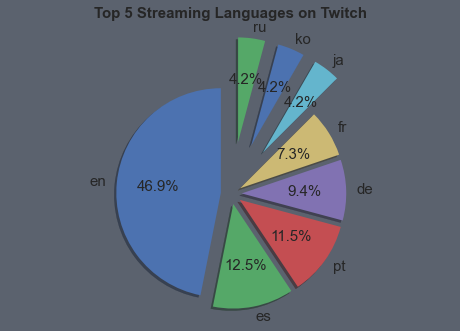 Top 5 Streaming Languages on Twitch
ru
ko
ja
4.2%
4.2%
4.2%
fr
7.3%
en
46.9%
9.4%
de
11.5%
pt
12.5%
es